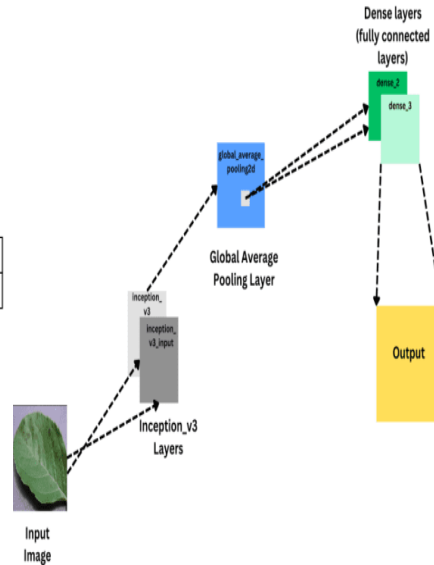 Dense layers
(fully connected
layers)
dense_2
dense_3
global_average_
pooling2d
Global Average
Pooling Layer
inception_
v3
inception_
v3_input
Inception_v3
Layers
Output
Input
Image